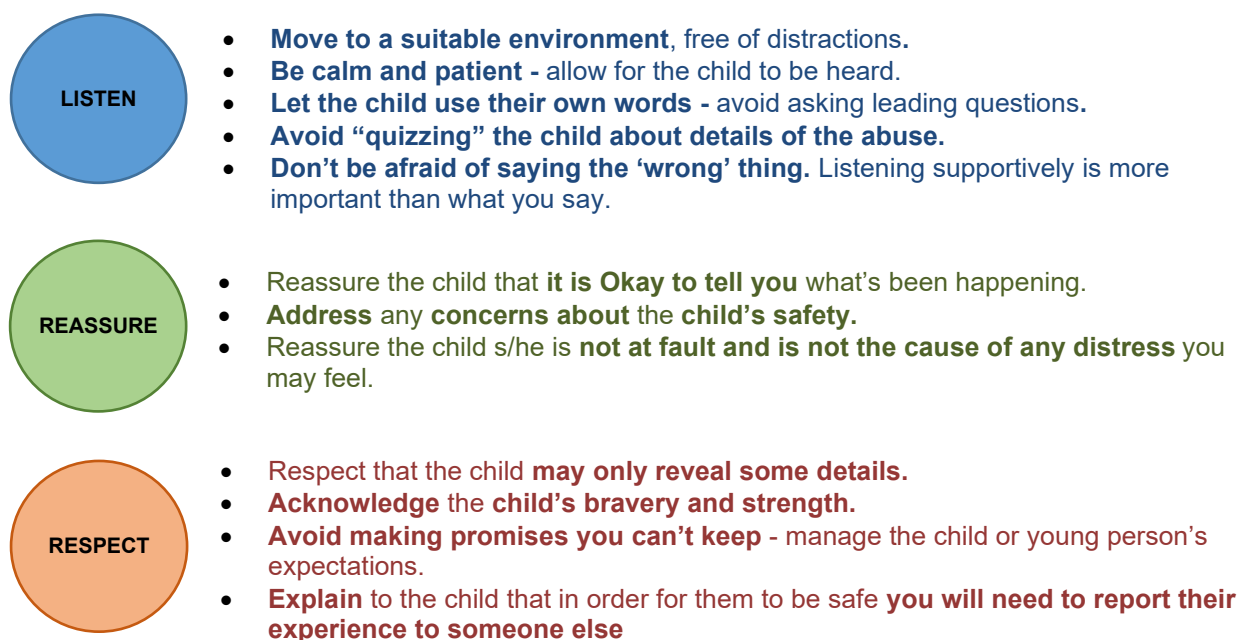 LISTEN
• Move to a suitable environment, free of distractions.
• Be calm and patient - allow for the child to be heard.
• Let the child use their own words - avoid asking leading questions.
• Avoid “quizzing” the child about details of the abuse.
• Don’t be afraid of saying the ‘wrong’ thing. Listening supportively is more
important than what you say.
REASSURE
• Reassure the child that it is Okay to tell you what’s been happening.
• Address any concerns about the child’s safety.
• Reassure the child s/he is not at fault and is not the cause of any distress you
may feel.
RESPECT
• Respect that the child may only reveal some details.
• Acknowledge the child’s bravery and strength.
• Avoid making promises you can’t keep - manage the child or young person’s
expectations.
• Explain to the child that in order for them to be safe you will need to report their
experience to someone else